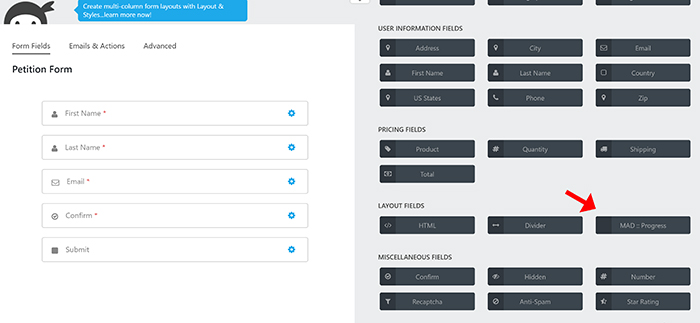 Create multi-column form layouts with Layout &
Styles...learn more now!
Form Fields
Emails & Actions
Advanced
Petition Form
First Name *
Last Name *
Email *
Confirm *
Submit
USER INFORMATION FIELDS
Address
City
Email
First Name
Last Name
Country
US States
Phone
Zip
PRICING FIELDS
Product
Quantity
Shipping
Total
LAYOUT FIELDS
HTML
Divider
MAD :: Progress
MISCELLANEOUS FIELDS
Confirm
Hidden
Number
Recaptcha
Anti-Spam
Star Rating